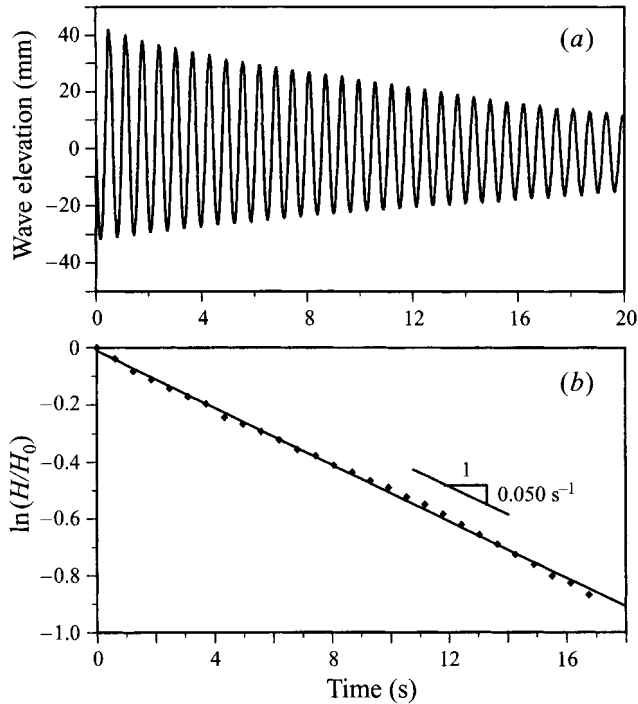 (a)
Wave elevation (mm)
40
20
0
−20
−40
0 4 8 12 16 20
(b)
ln (H/H₀)
0
−0.2
−0.4
−0.6
−0.8
−1.0
1
0.050 s⁻¹
0 4 8 12 16
Time (s)